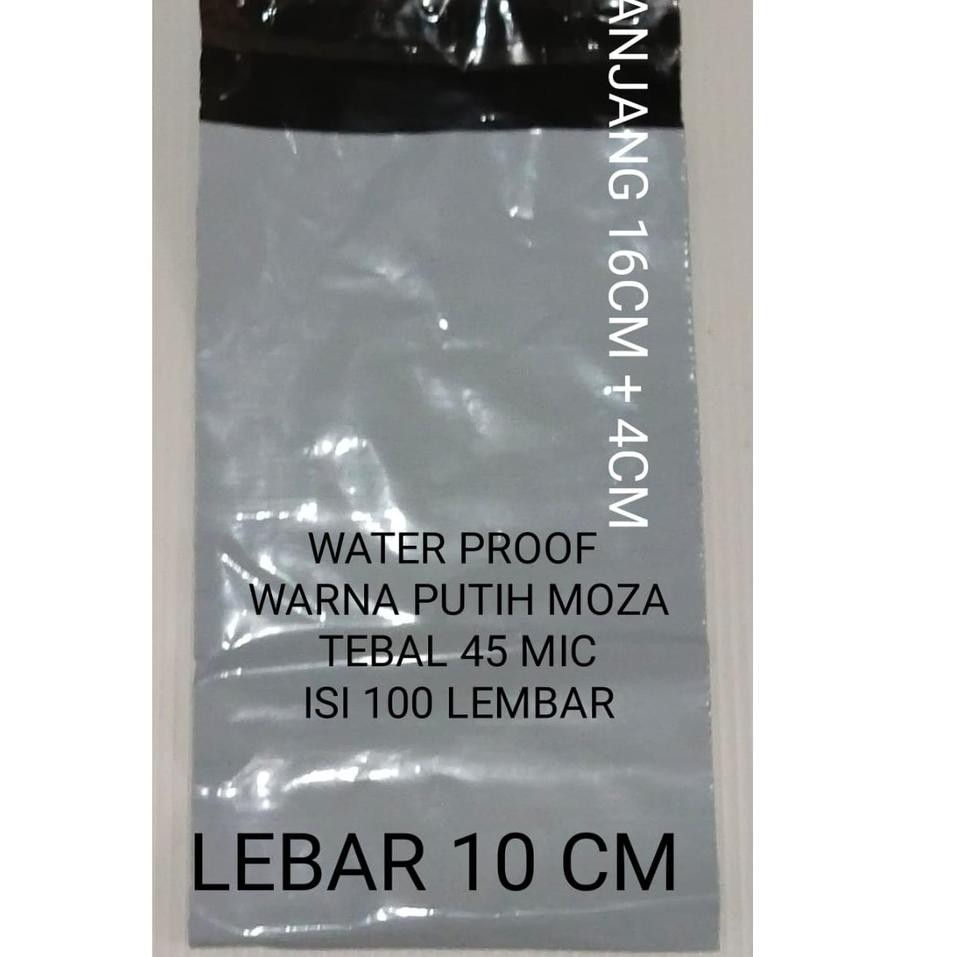 ANJANG 16CM + 4CM
WATER PROOF
WARNA PUTIH MOZA
TEBAL 45 MIC
ISI 100 LEMBAR
LEBAR 10 CM